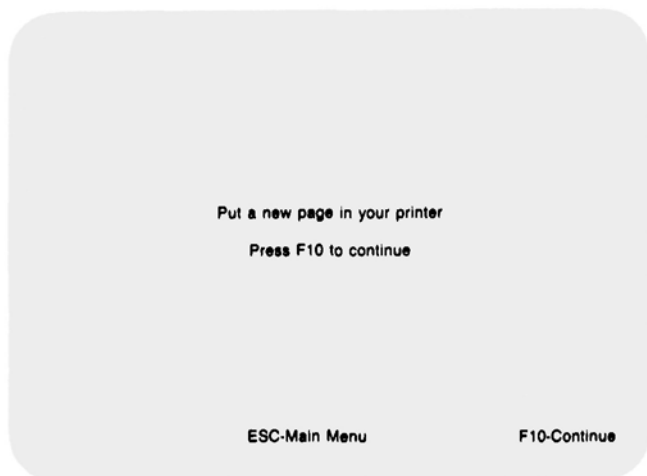 Put a new page in your printer
Press F10 to continue
ESC-Main Menu F10-Continue